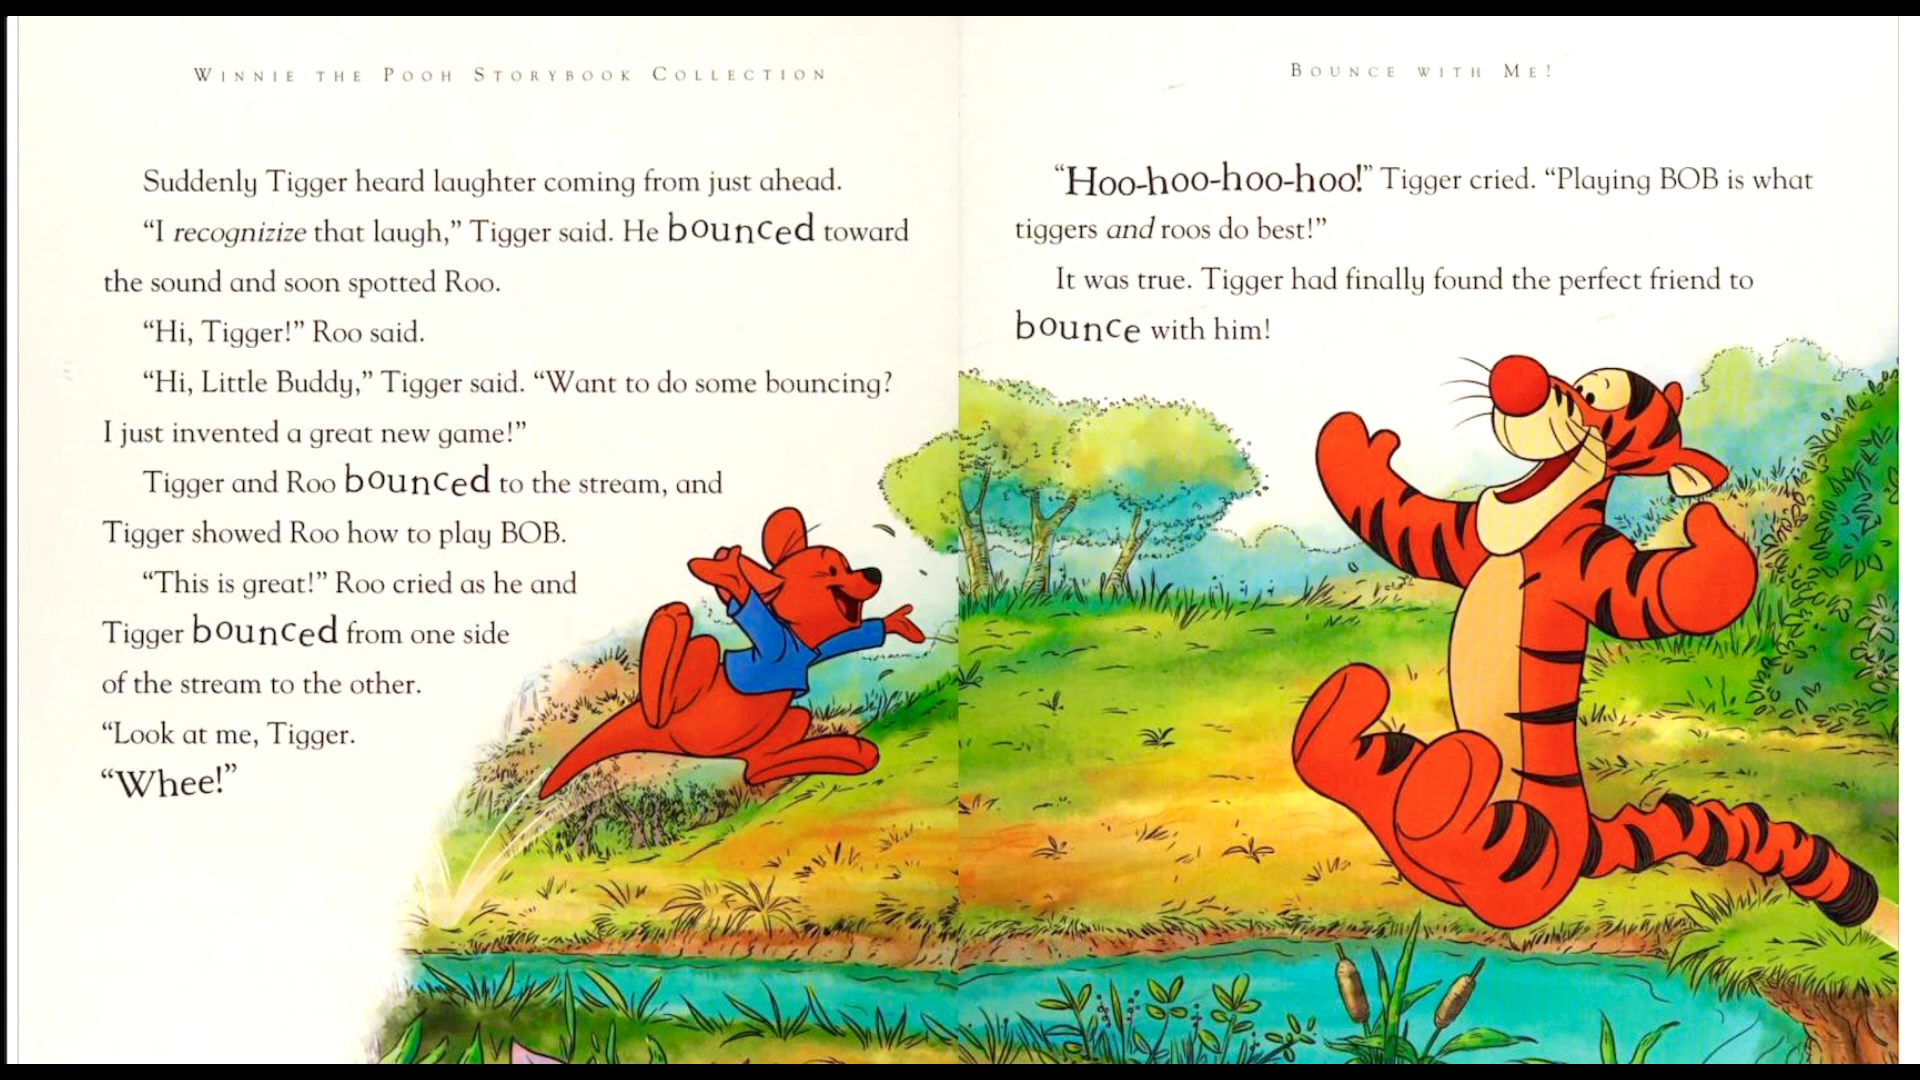 WINNIE THE POOH STORYBOOK COLLECTION
Suddenly Tigger heard laughter coming from just ahead.
“I recognizize that laugh,” Tigger said. He bounced toward
the sound and soon spotted Roo.
“Hi, Tigger!” Roo said.
“Hi, Little Buddy,” Tigger said. “Want to do some bouncing?
I just invented a great new game!”
Tigger and Roo bounced to the stream, and
Tigger showed Roo how to play BOB.
“This is great!” Roo cried as he and
Tigger bounced from one side
of the stream to the other.
“Look at me, Tigger.
“Whee!”
BOUNCE WITH ME!
“Hoo-hoo-hoo-hoo!” Tigger cried. “Playing BOB is what
tiggers and roos do best!”
It was true. Tigger had finally found the perfect friend to
bounce with him!